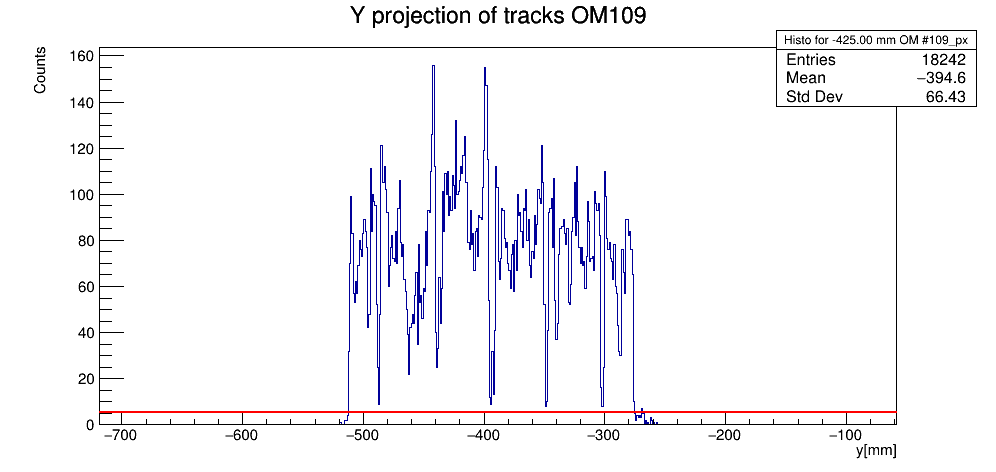 Y projection of tracks OM109
Histo for -425.00 mm OM #109_px
Entries 18242
Mean −394.6
Std Dev 66.43
Counts
160
140
120
100
80
60
40
20
0
−700 −600 −500 −400 −300 −200 −100
y[mm]